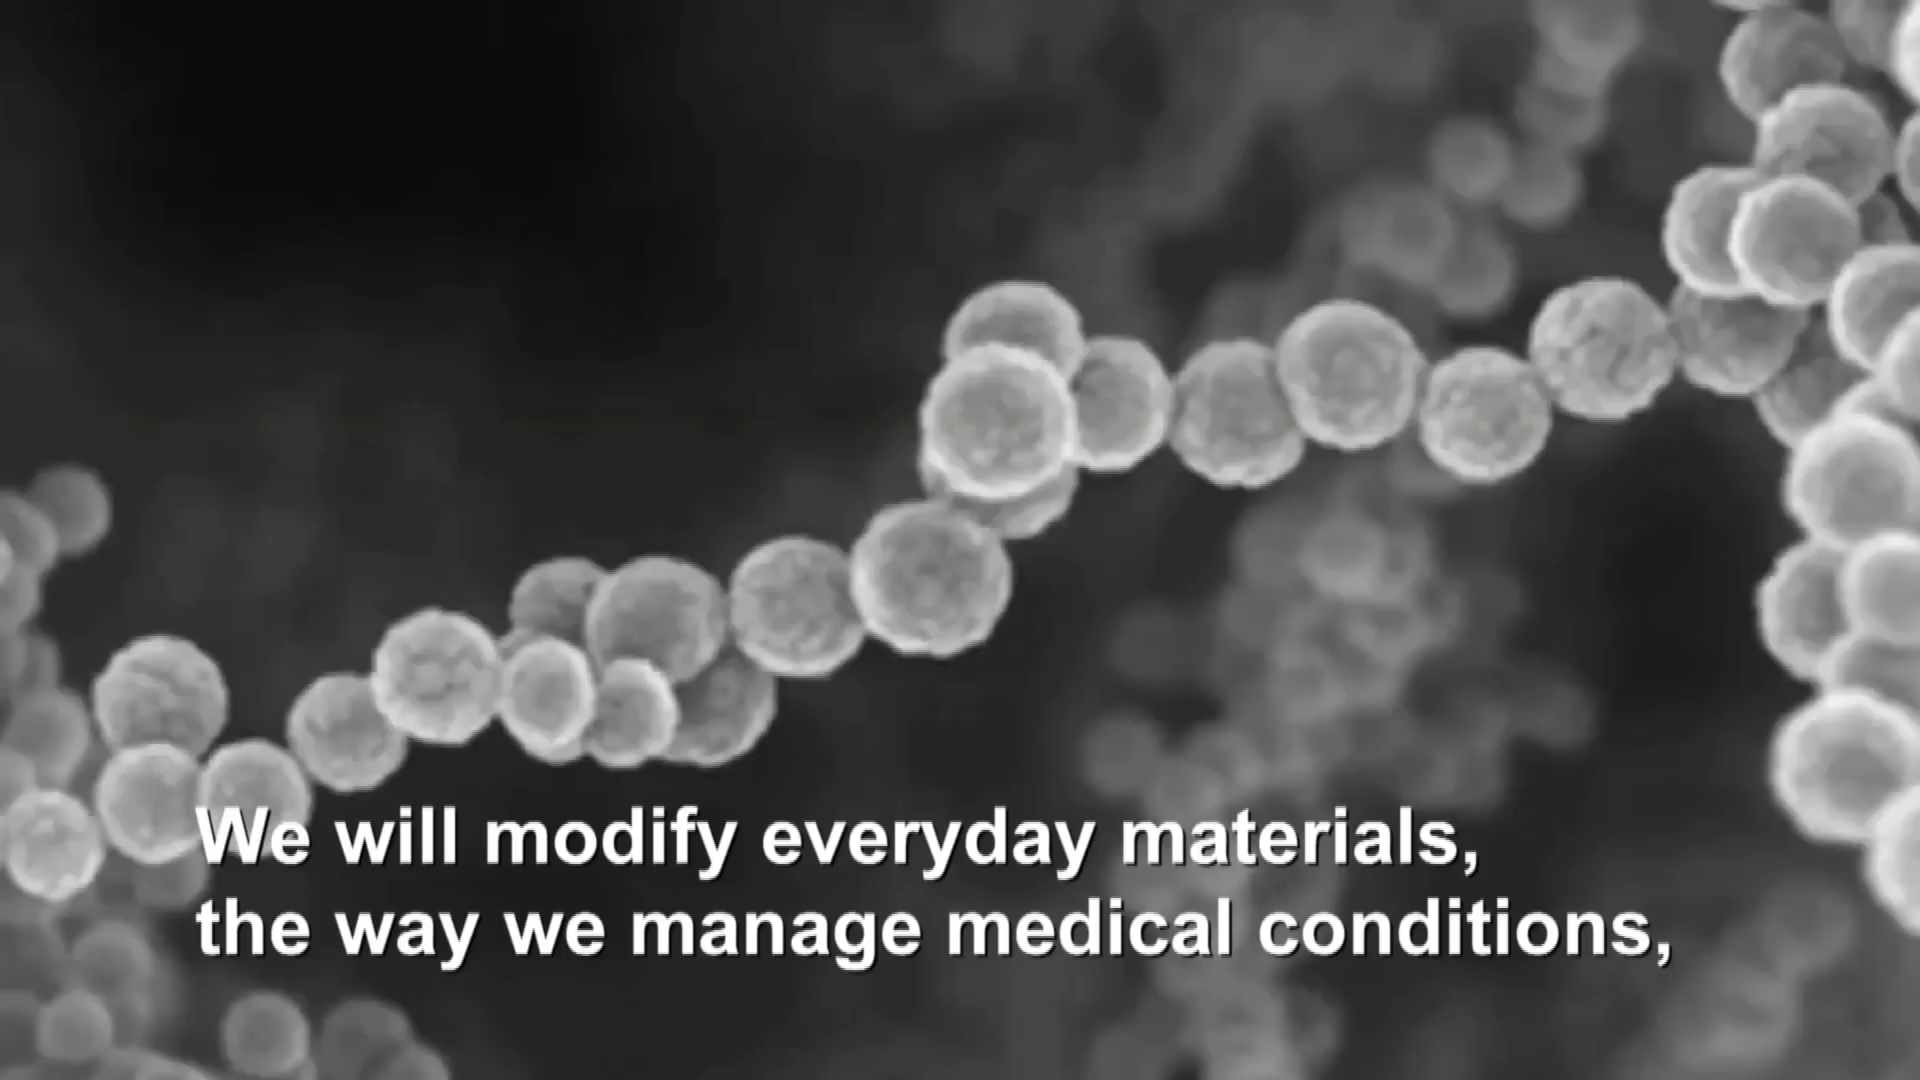 We will modify everyday materials,
the way we manage medical conditions,